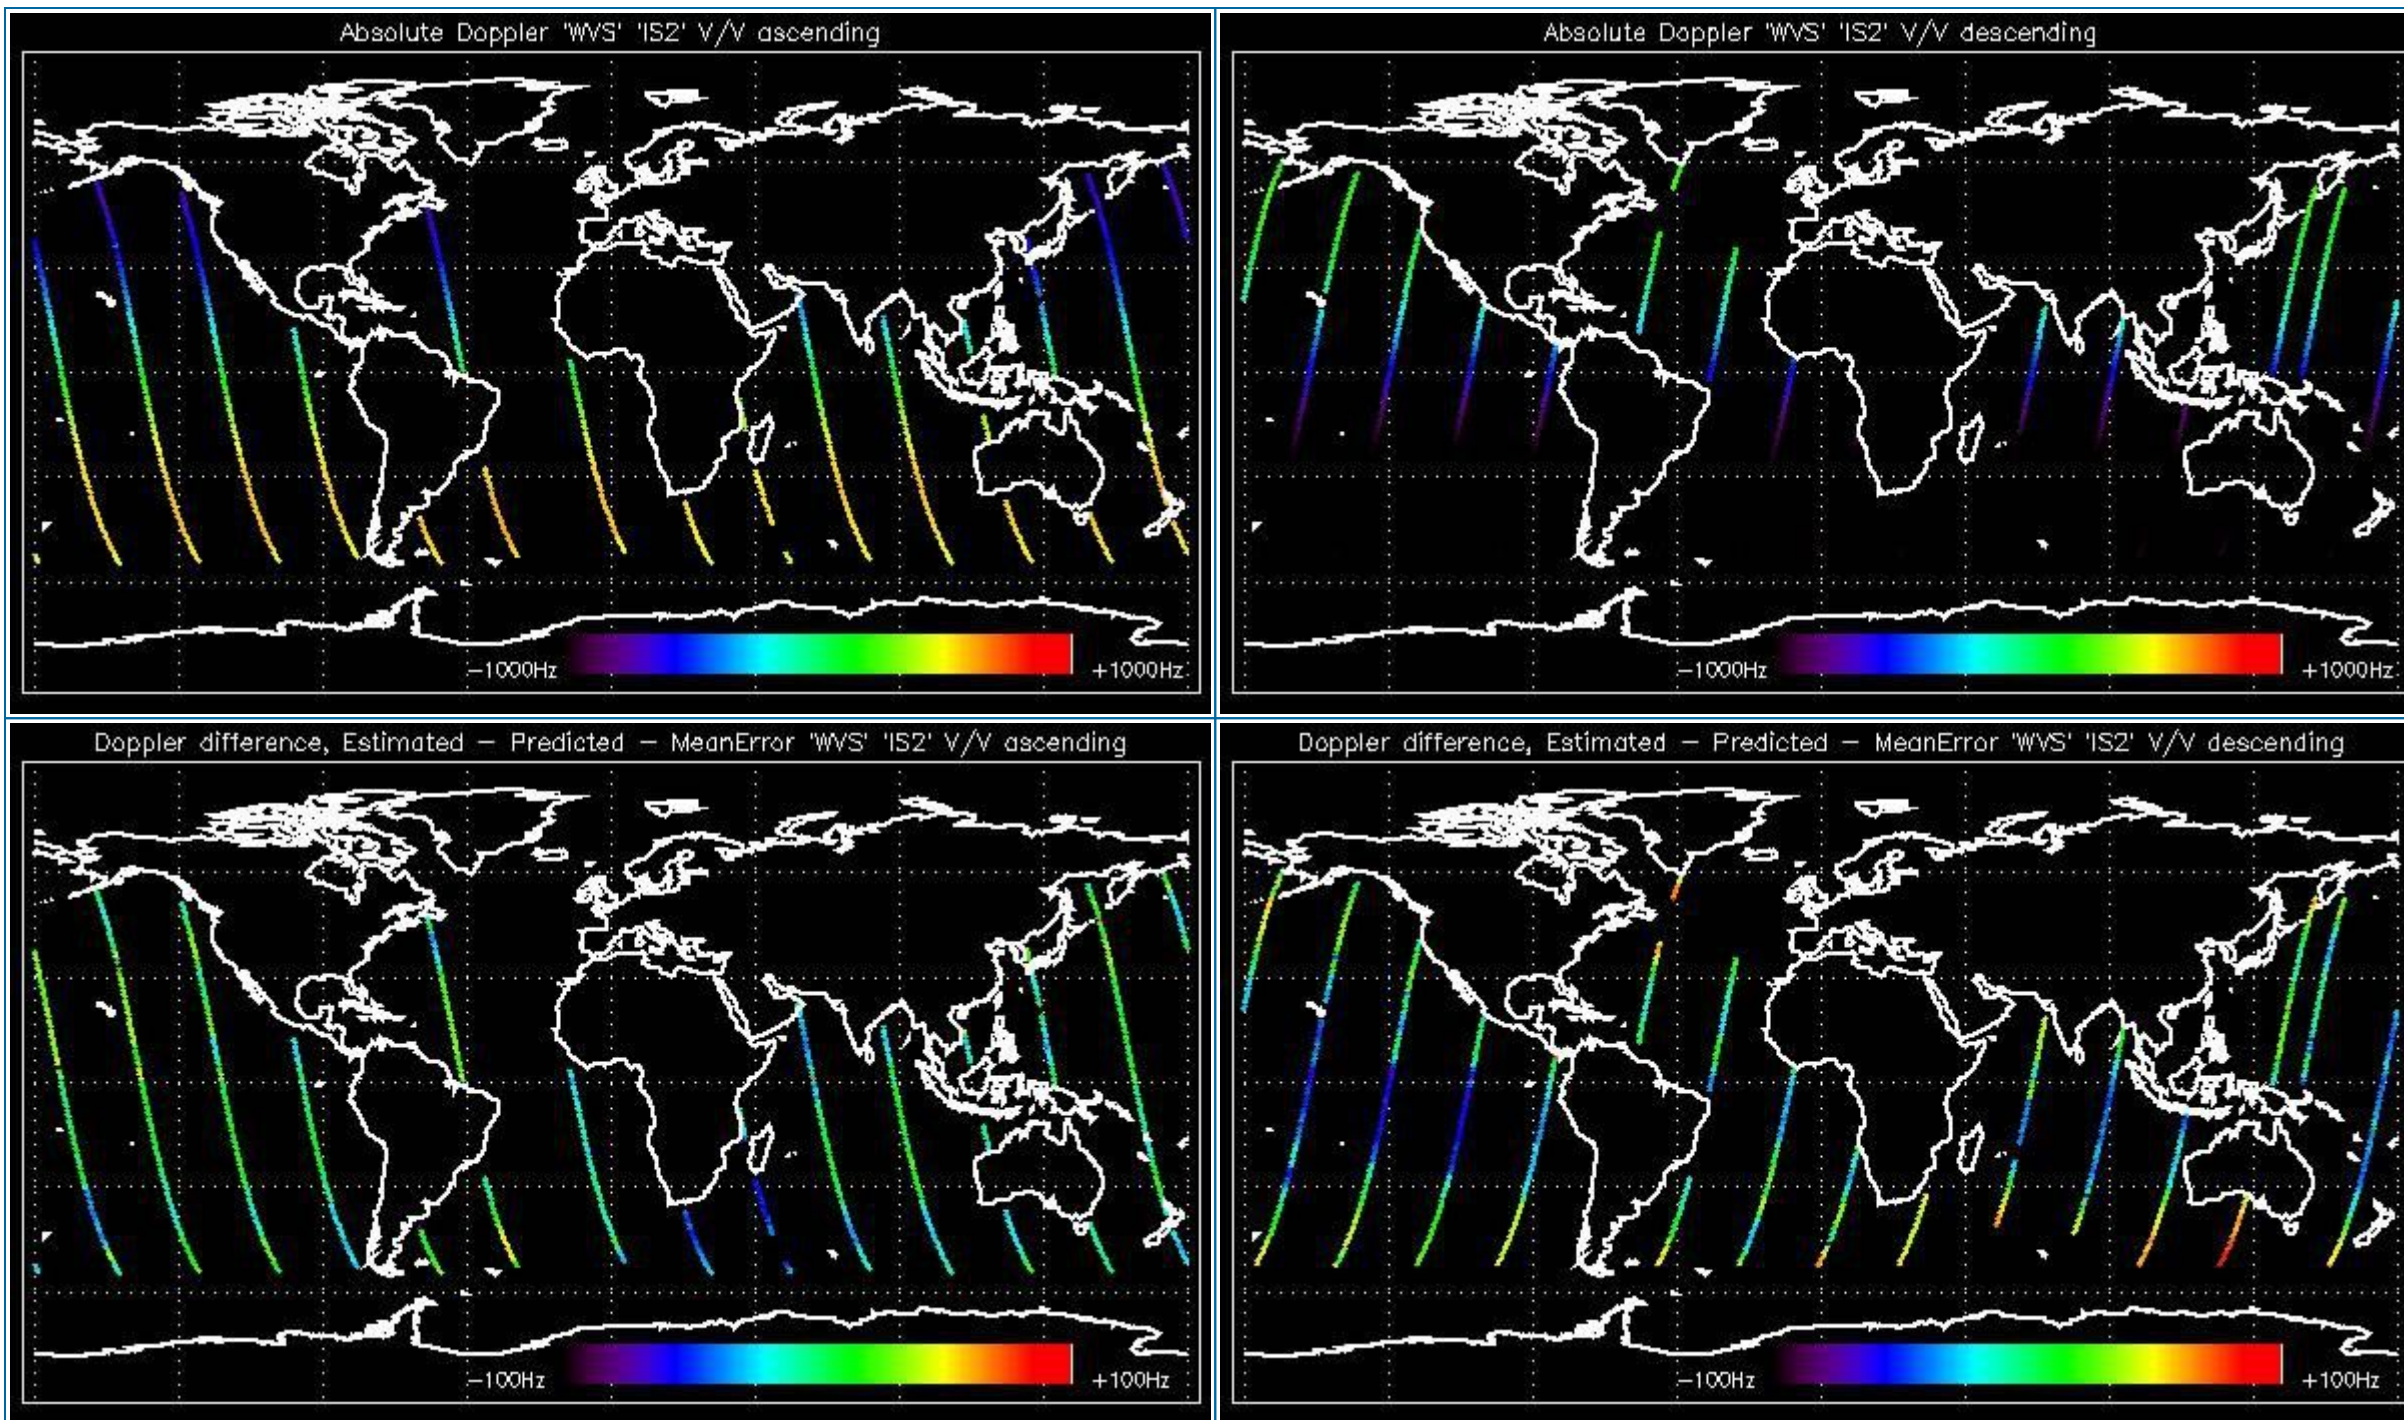 Absolute Doppler 'WVS' 'IS2' V/V ascending
−1000Hz
+1000Hz
Absolute Doppler 'WVS' 'IS2' V/V descending
−1000Hz
+1000Hz
Doppler difference, Estimated − Predicted − MeanError 'WVS' 'IS2' V/V ascending
−100Hz
+100Hz
Doppler difference, Estimated − Predicted − MeanError 'WVS' 'IS2' V/V descending
−100Hz
+100Hz